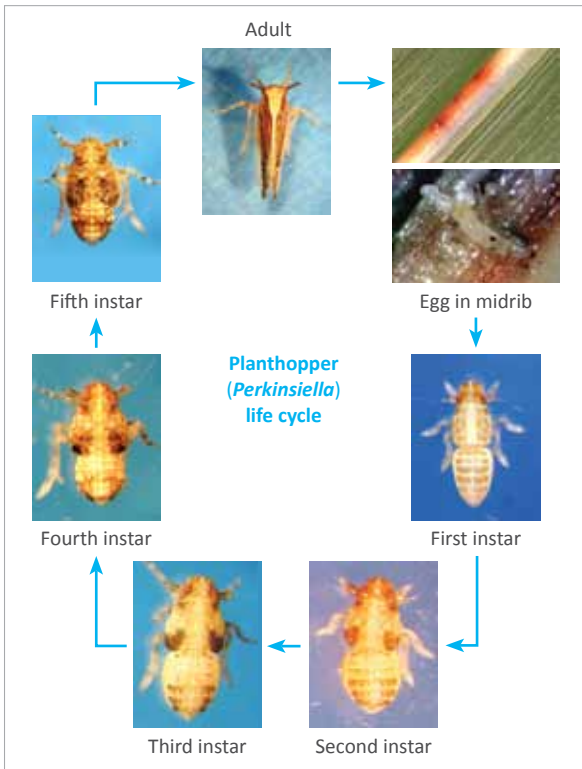 Adult
Egg in midrib
Fifth instar
Planthopper
(Perkinsiella)
life cycle
Fourth instar
First instar
Third instar
Second instar